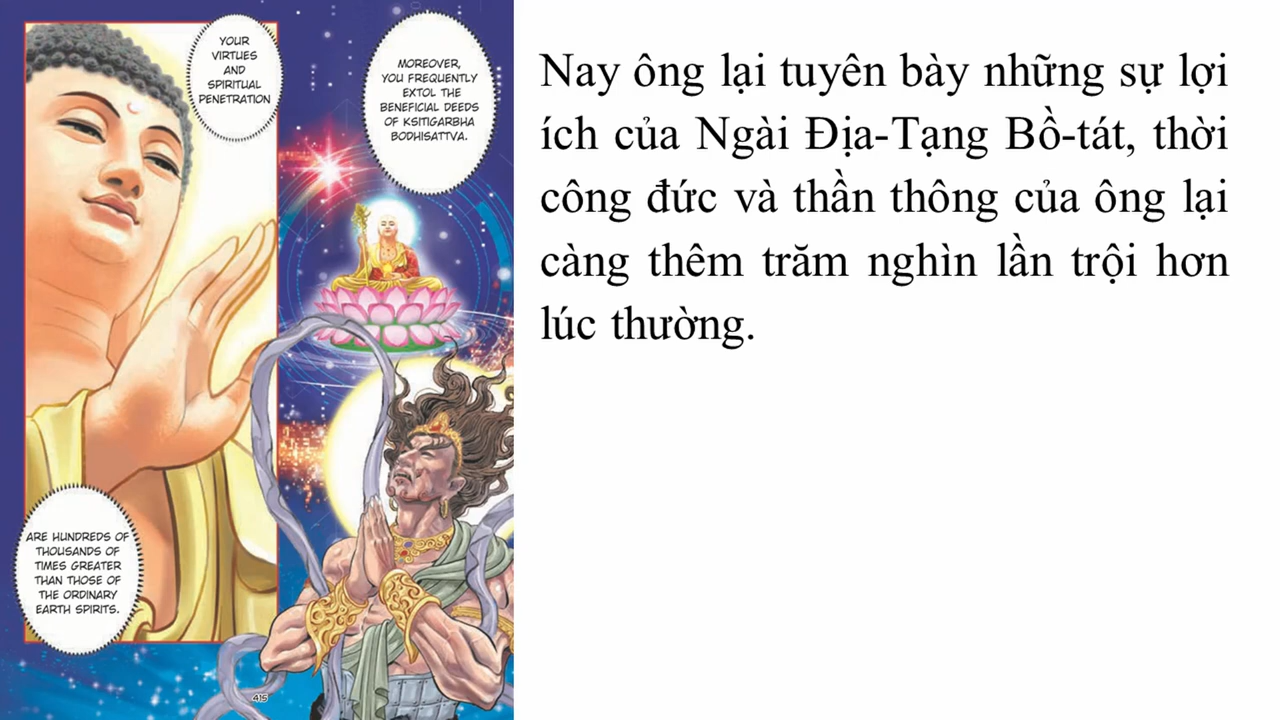 YOUR
VIRTUES
AND
SPIRITUAL
PENETRATION
MOREOVER,
YOU FREQUENTLY
EXTOL THE
BENEFICIAL DEEDS
OF KSITIGARBHA
BODHISATTVA.
ARE HUNDREDS OF
THOUSANDS OF
TIMES GREATER
THAN THOSE OF
THE ORDINARY
EARTH SPIRITS.
415
Nay ông lại tuyên bày những sự lợi
ích của Ngài Địa-Tạng Bồ-tát, thời
công đức và thần thông của ông lại
càng thêm trăm nghìn lần trội hơn
lúc thường.